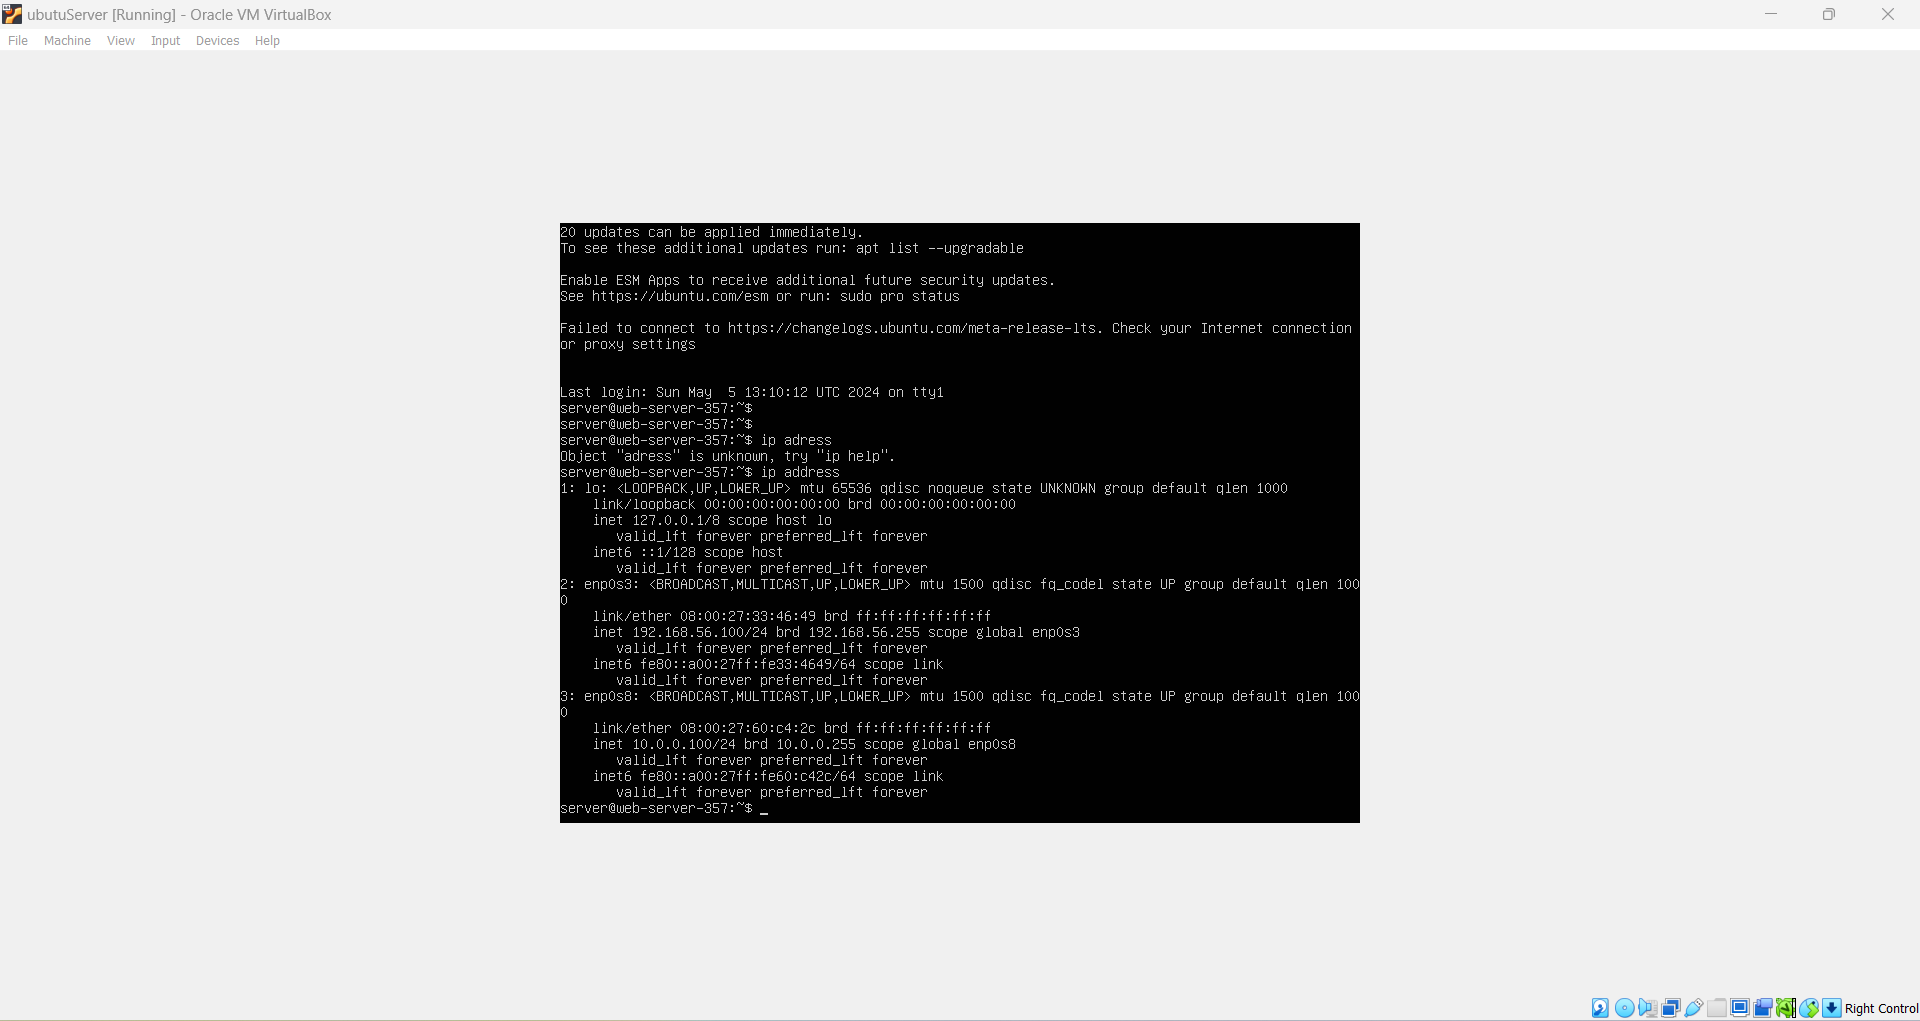 ubutuServer [Running] - Oracle VM VirtualBox
File Machine View Input Devices Help
20 updates can be applied immediately.
To see these additional updates run: apt list --upgradable
Enable ESM Apps to receive additional future security updates.
See https://ubuntu.com/esm or run: sudo pro status
Failed to connect to https://changelogs.ubuntu.com/meta-release-lts. Check your Internet connection
or proxy settings
Last login: Sun May  5 13:10:12 UTC 2024 on tty1
server@web-server-357:~$
server@web-server-357:~$
server@web-server-357:~$ ip adress
Object "adress" is unknown, try "ip help".
server@web-server-357:~$ ip address
1: lo: <LOOPBACK,UP,LOWER_UP> mtu 65536 qdisc noqueue state UNKNOWN group default qlen 1000
    link/loopback 00:00:00:00:00:00 brd 00:00:00:00:00:00
    inet 127.0.0.1/8 scope host lo
       valid_lft forever preferred_lft forever
    inet6 ::1/128 scope host
       valid_lft forever preferred_lft forever
2: enp0s3: <BROADCAST,MULTICAST,UP,LOWER_UP> mtu 1500 qdisc fq_codel state UP group default qlen 100
0
    link/ether 08:00:27:33:46:49 brd ff:ff:ff:ff:ff:ff
    inet 192.168.56.100/24 brd 192.168.56.255 scope global enp0s3
       valid_lft forever preferred_lft forever
    inet6 fe80::a00:27ff:fe33:4649/64 scope link
       valid_lft forever preferred_lft forever
3: enp0s8: <BROADCAST,MULTICAST,UP,LOWER_UP> mtu 1500 qdisc fq_codel state UP group default qlen 100
0
    link/ether 08:00:27:60:c4:2c brd ff:ff:ff:ff:ff:ff
    inet 10.0.0.100/24 brd 10.0.0.255 scope global enp0s8
       valid_lft forever preferred_lft forever
    inet6 fe80::a00:27ff:fe60:c42c/64 scope link
       valid_lft forever preferred_lft forever
server@web-server-357:~$ _
Right Control